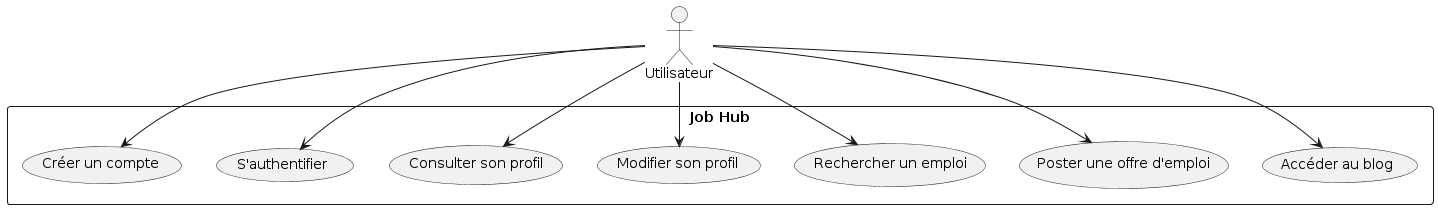 Utilisateur
Job Hub
Créer un compte
S'authentifier
Consulter son profil
Modifier son profil
Rechercher un emploi
Poster une offre d'emploi
Accéder au blog